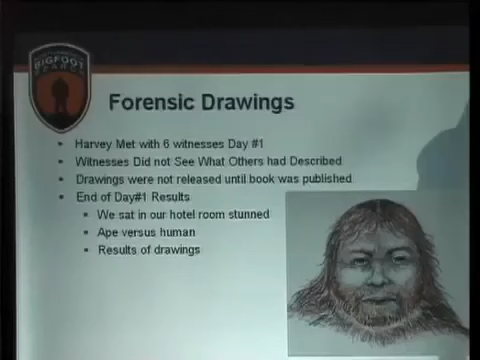 BIGFOOT
Forensic Drawings
Harvey Met with 6 witnesses Day #1
Witnesses Did not See What Others had Described
Drawings were not released until book was published
End of Day#1 Results
We sat in our hotel room stunned
Ape versus human
Results of drawings